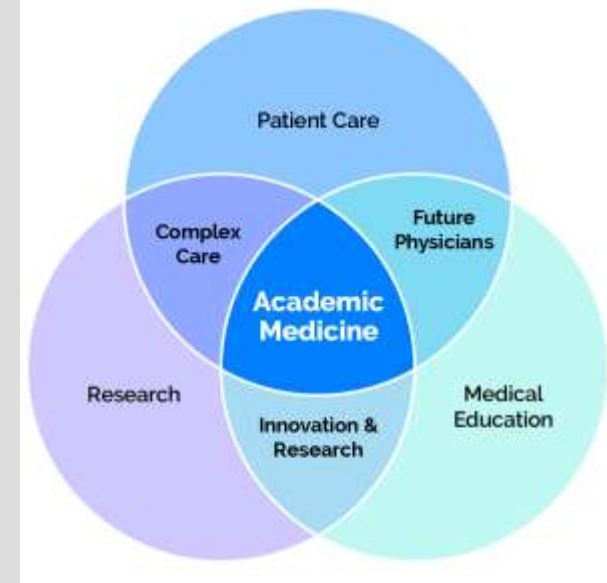 Patient Care
Complex
Care
Future
Physicians
Academic
Medicine
Research
Innovation &
Research
Medical
Education